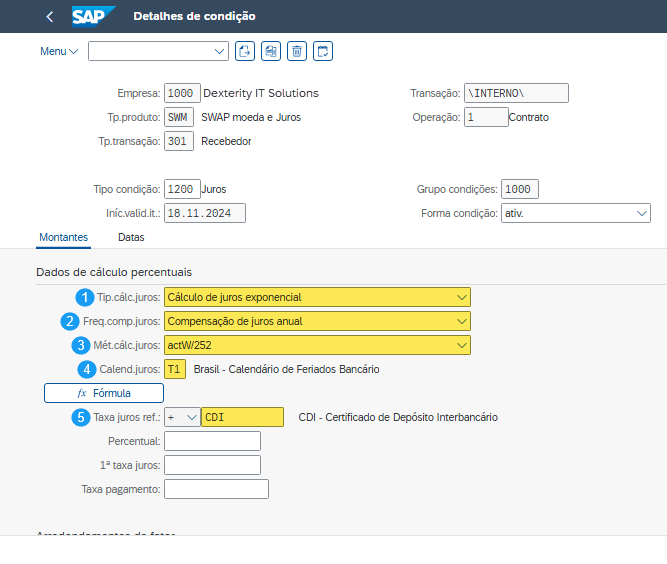 SAP Detalhes de condição
Menu
Empresa: 1000 Dexterity IT Solutions Transação: \INTERNO\
Tp.produto: SWM SWAP moeda e Juros Operação: 1 Contrato
Tp.transação: 301 Recebedor
Tipo condição: 1200 Juros Grupo condições: 1000
Iníc.valid.it.: 18.11.2024 Forma condição: ativ.
Montantes Datas
Dados de cálculo percentuais
1 Tip.cálc.juros: Cálculo de juros exponencial
2 Freq.comp.juros: Compensação de juros anual
3 Mét.cálc.juros: actW/252
4 Calend.juros: T1 Brasil - Calendário de Feriados Bancário
fx Fórmula
5 Taxa juros ref.: + CDI CDI - Certificado de Depósito Interbancário
Percentual:
1ª taxa juros:
Taxa pagamento: